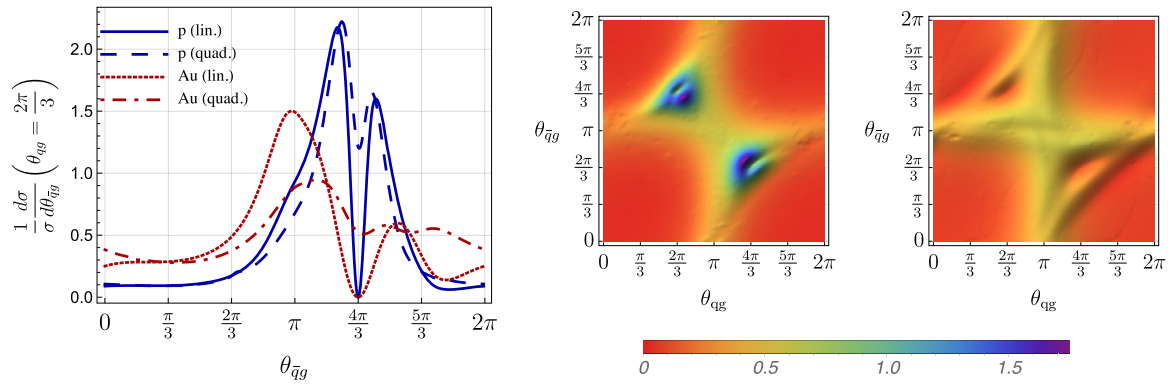 p (lin.)
p (quad.)
Au (lin.)
Au (quad.)
2.0
1.5
1.0
0.5
0.0
1/σ dσ/dθ_q̄g (θ_qg = 2π/3)
0 π/3 2π/3 π 4π/3 5π/3 2π
θ_q̄g
2π
5π/3
4π/3
π
2π/3
π/3
0
θ_q̄g
0 π/3 2π/3 π 4π/3 5π/3 2π
θ_qg
2π
5π/3
4π/3
π
2π/3
π/3
0
θ_q̄g
0 π/3 2π/3 π 4π/3 5π/3 2π
θ_qg
0 0.5 1.0 1.5